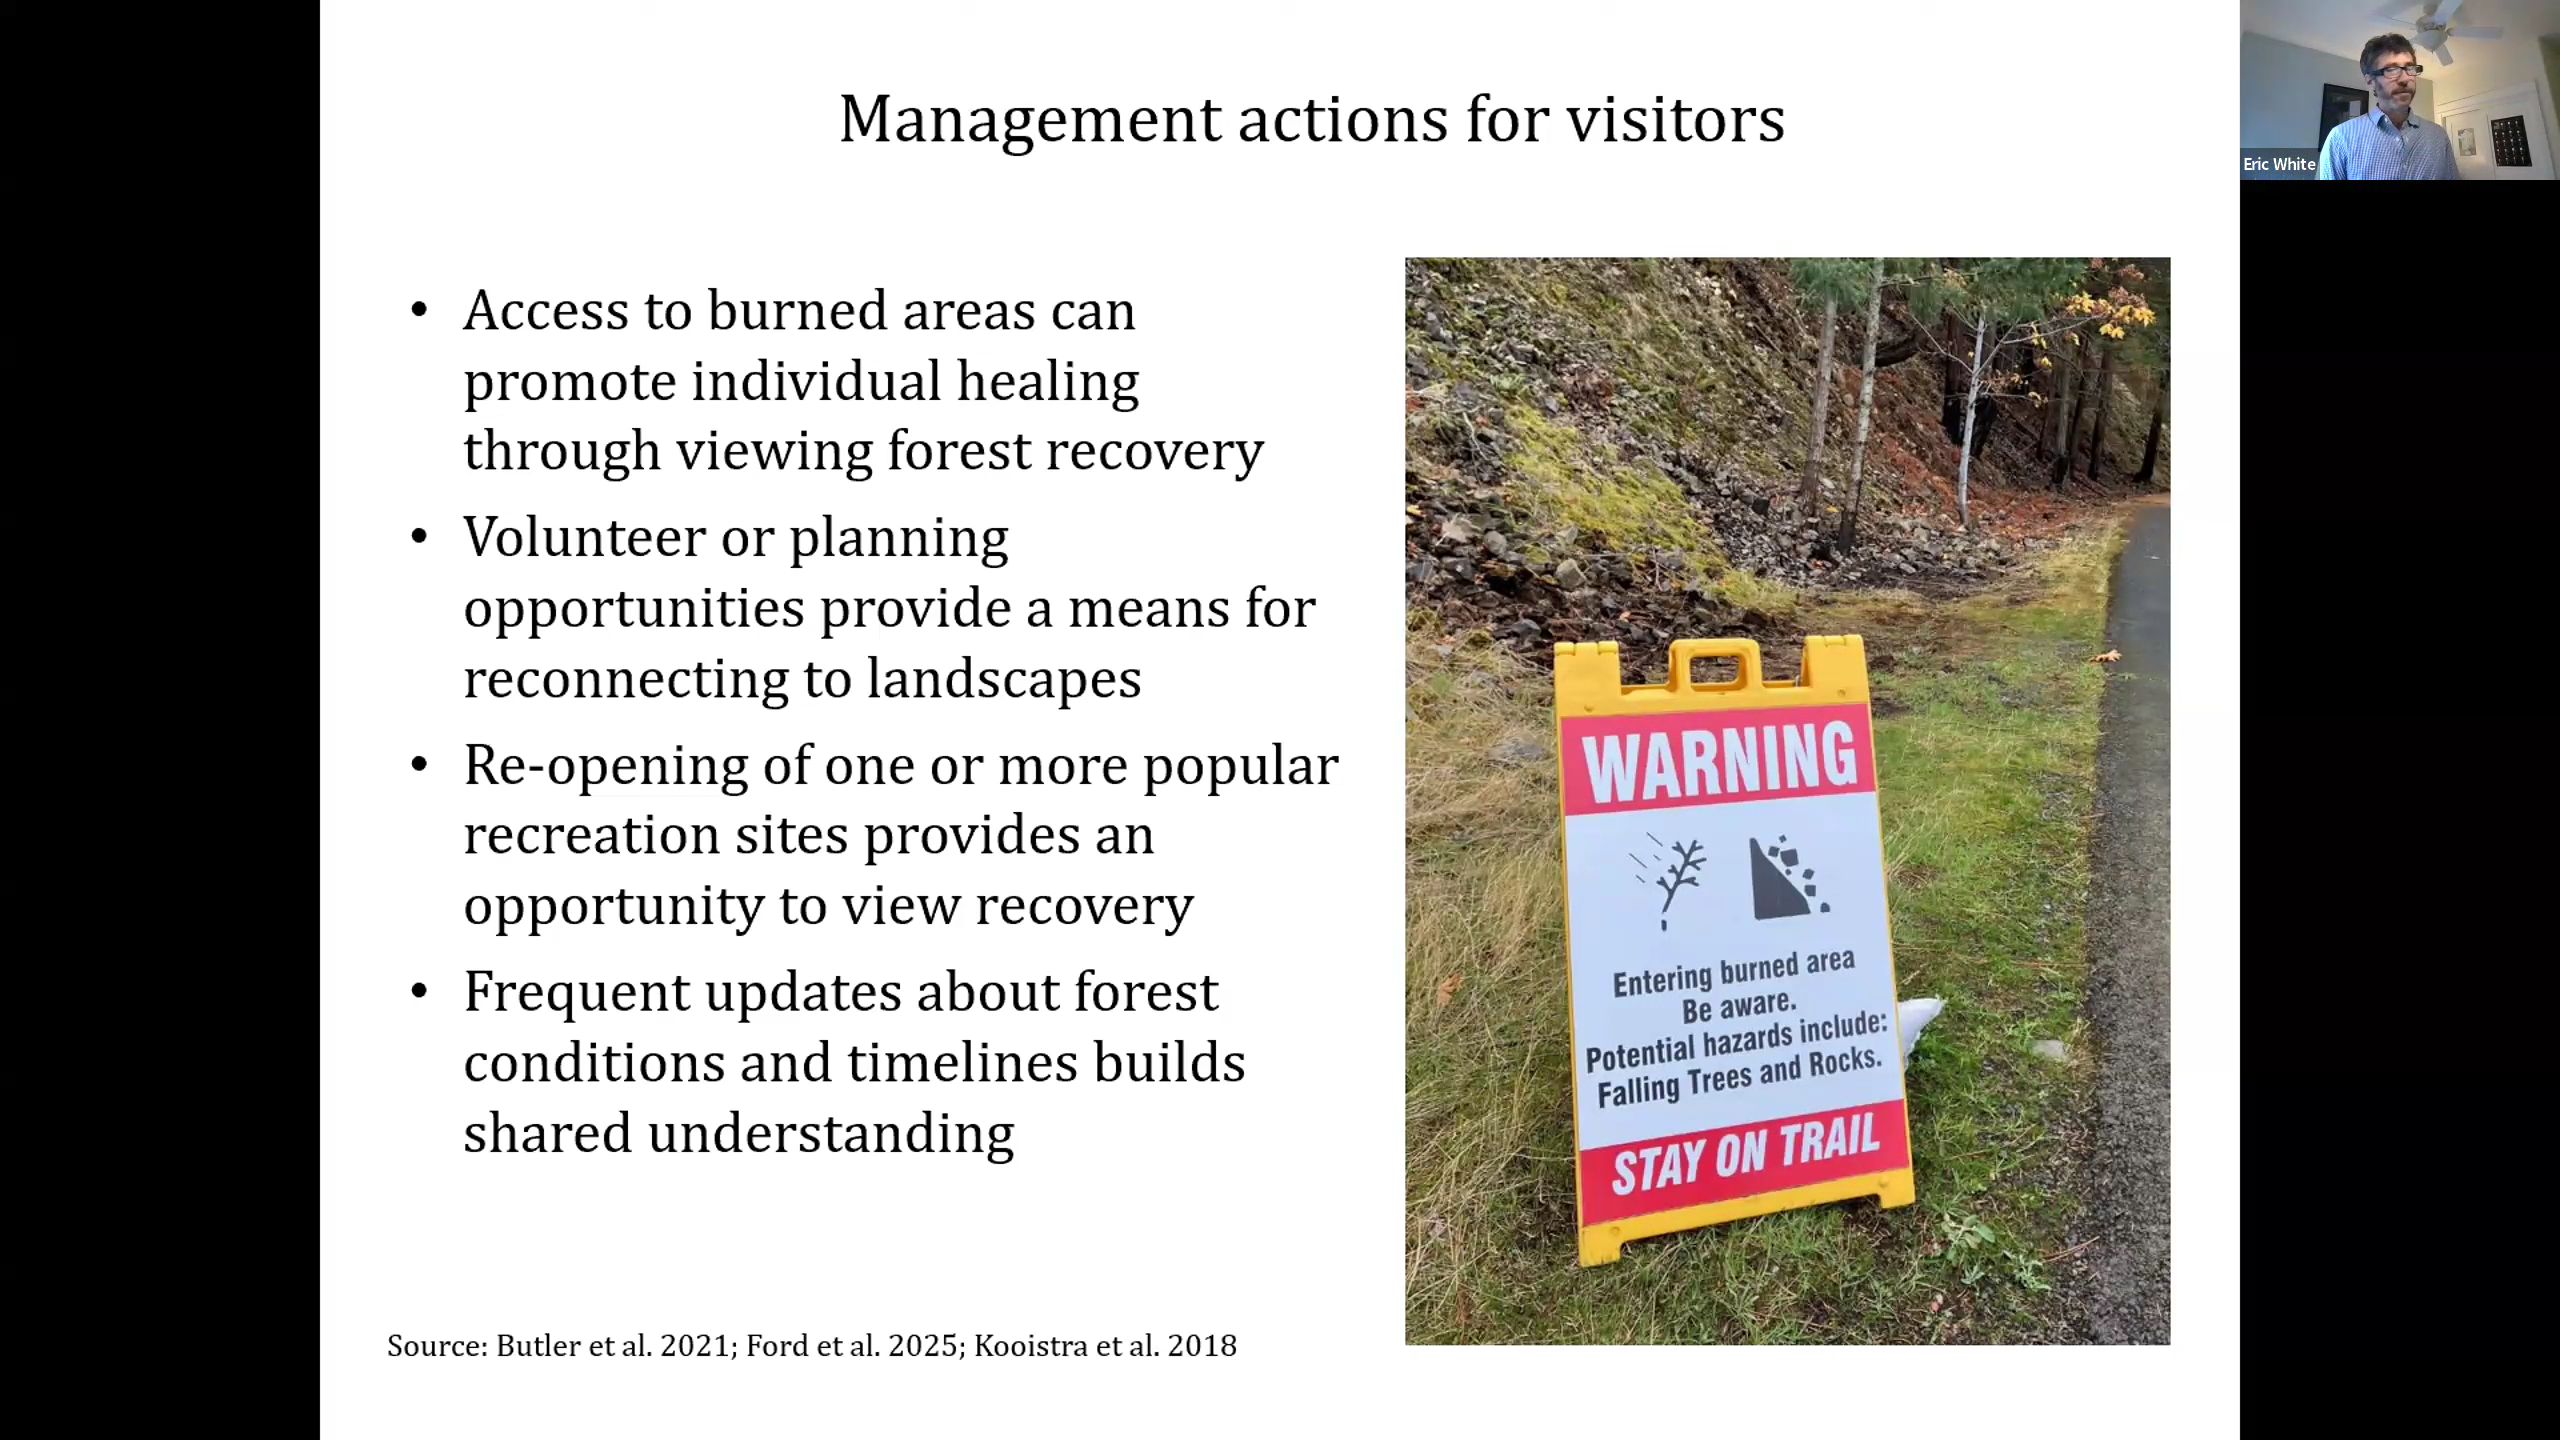 Management actions for visitors
Eric White
• Access to burned areas can
promote individual healing
through viewing forest recovery
• Volunteer or planning
opportunities provide a means for
reconnecting to landscapes
• Re-opening of one or more popular
recreation sites provides an
opportunity to view recovery
• Frequent updates about forest
conditions and timelines builds
shared understanding
WARNING
Entering burned area
Be aware.
Potential hazards include:
Falling Trees and Rocks.
STAY ON TRAIL
Source: Butler et al. 2021; Ford et al. 2025; Kooistra et al. 2018